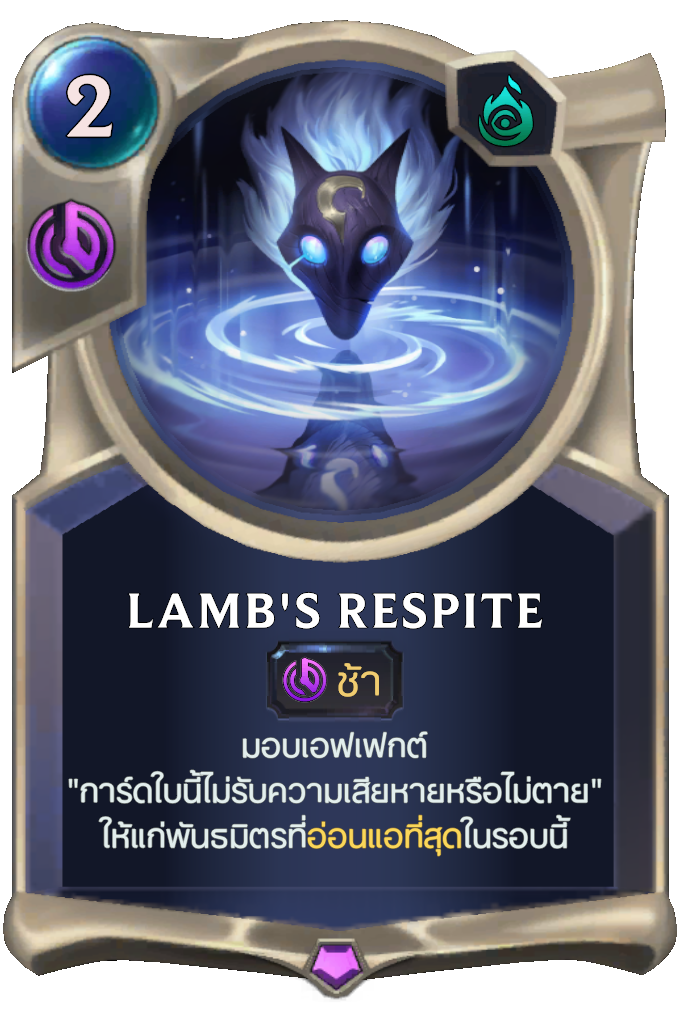 2
LAMB'S RESPITE
ช้า
มอบเอฟเฟกต์
"การ์ดใบนี้ไม่รับความเสียหายหรือไม่ตาย"
ให้แก่พันธมิตรที่อ่อนแอที่สุดในรอบนี้